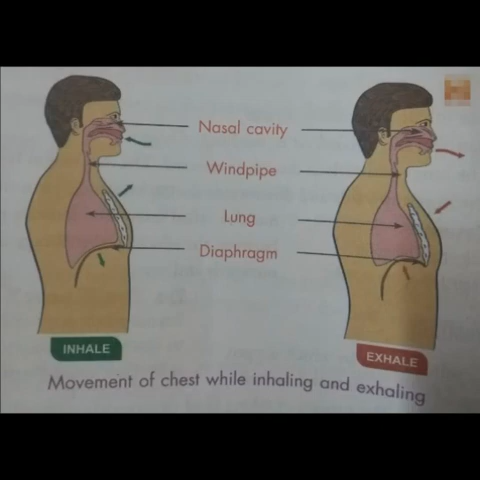 Nasal cavity
Windpipe
Lung
Diaphragm
INHALE
EXHALE
Movement of chest while inhaling and exhaling